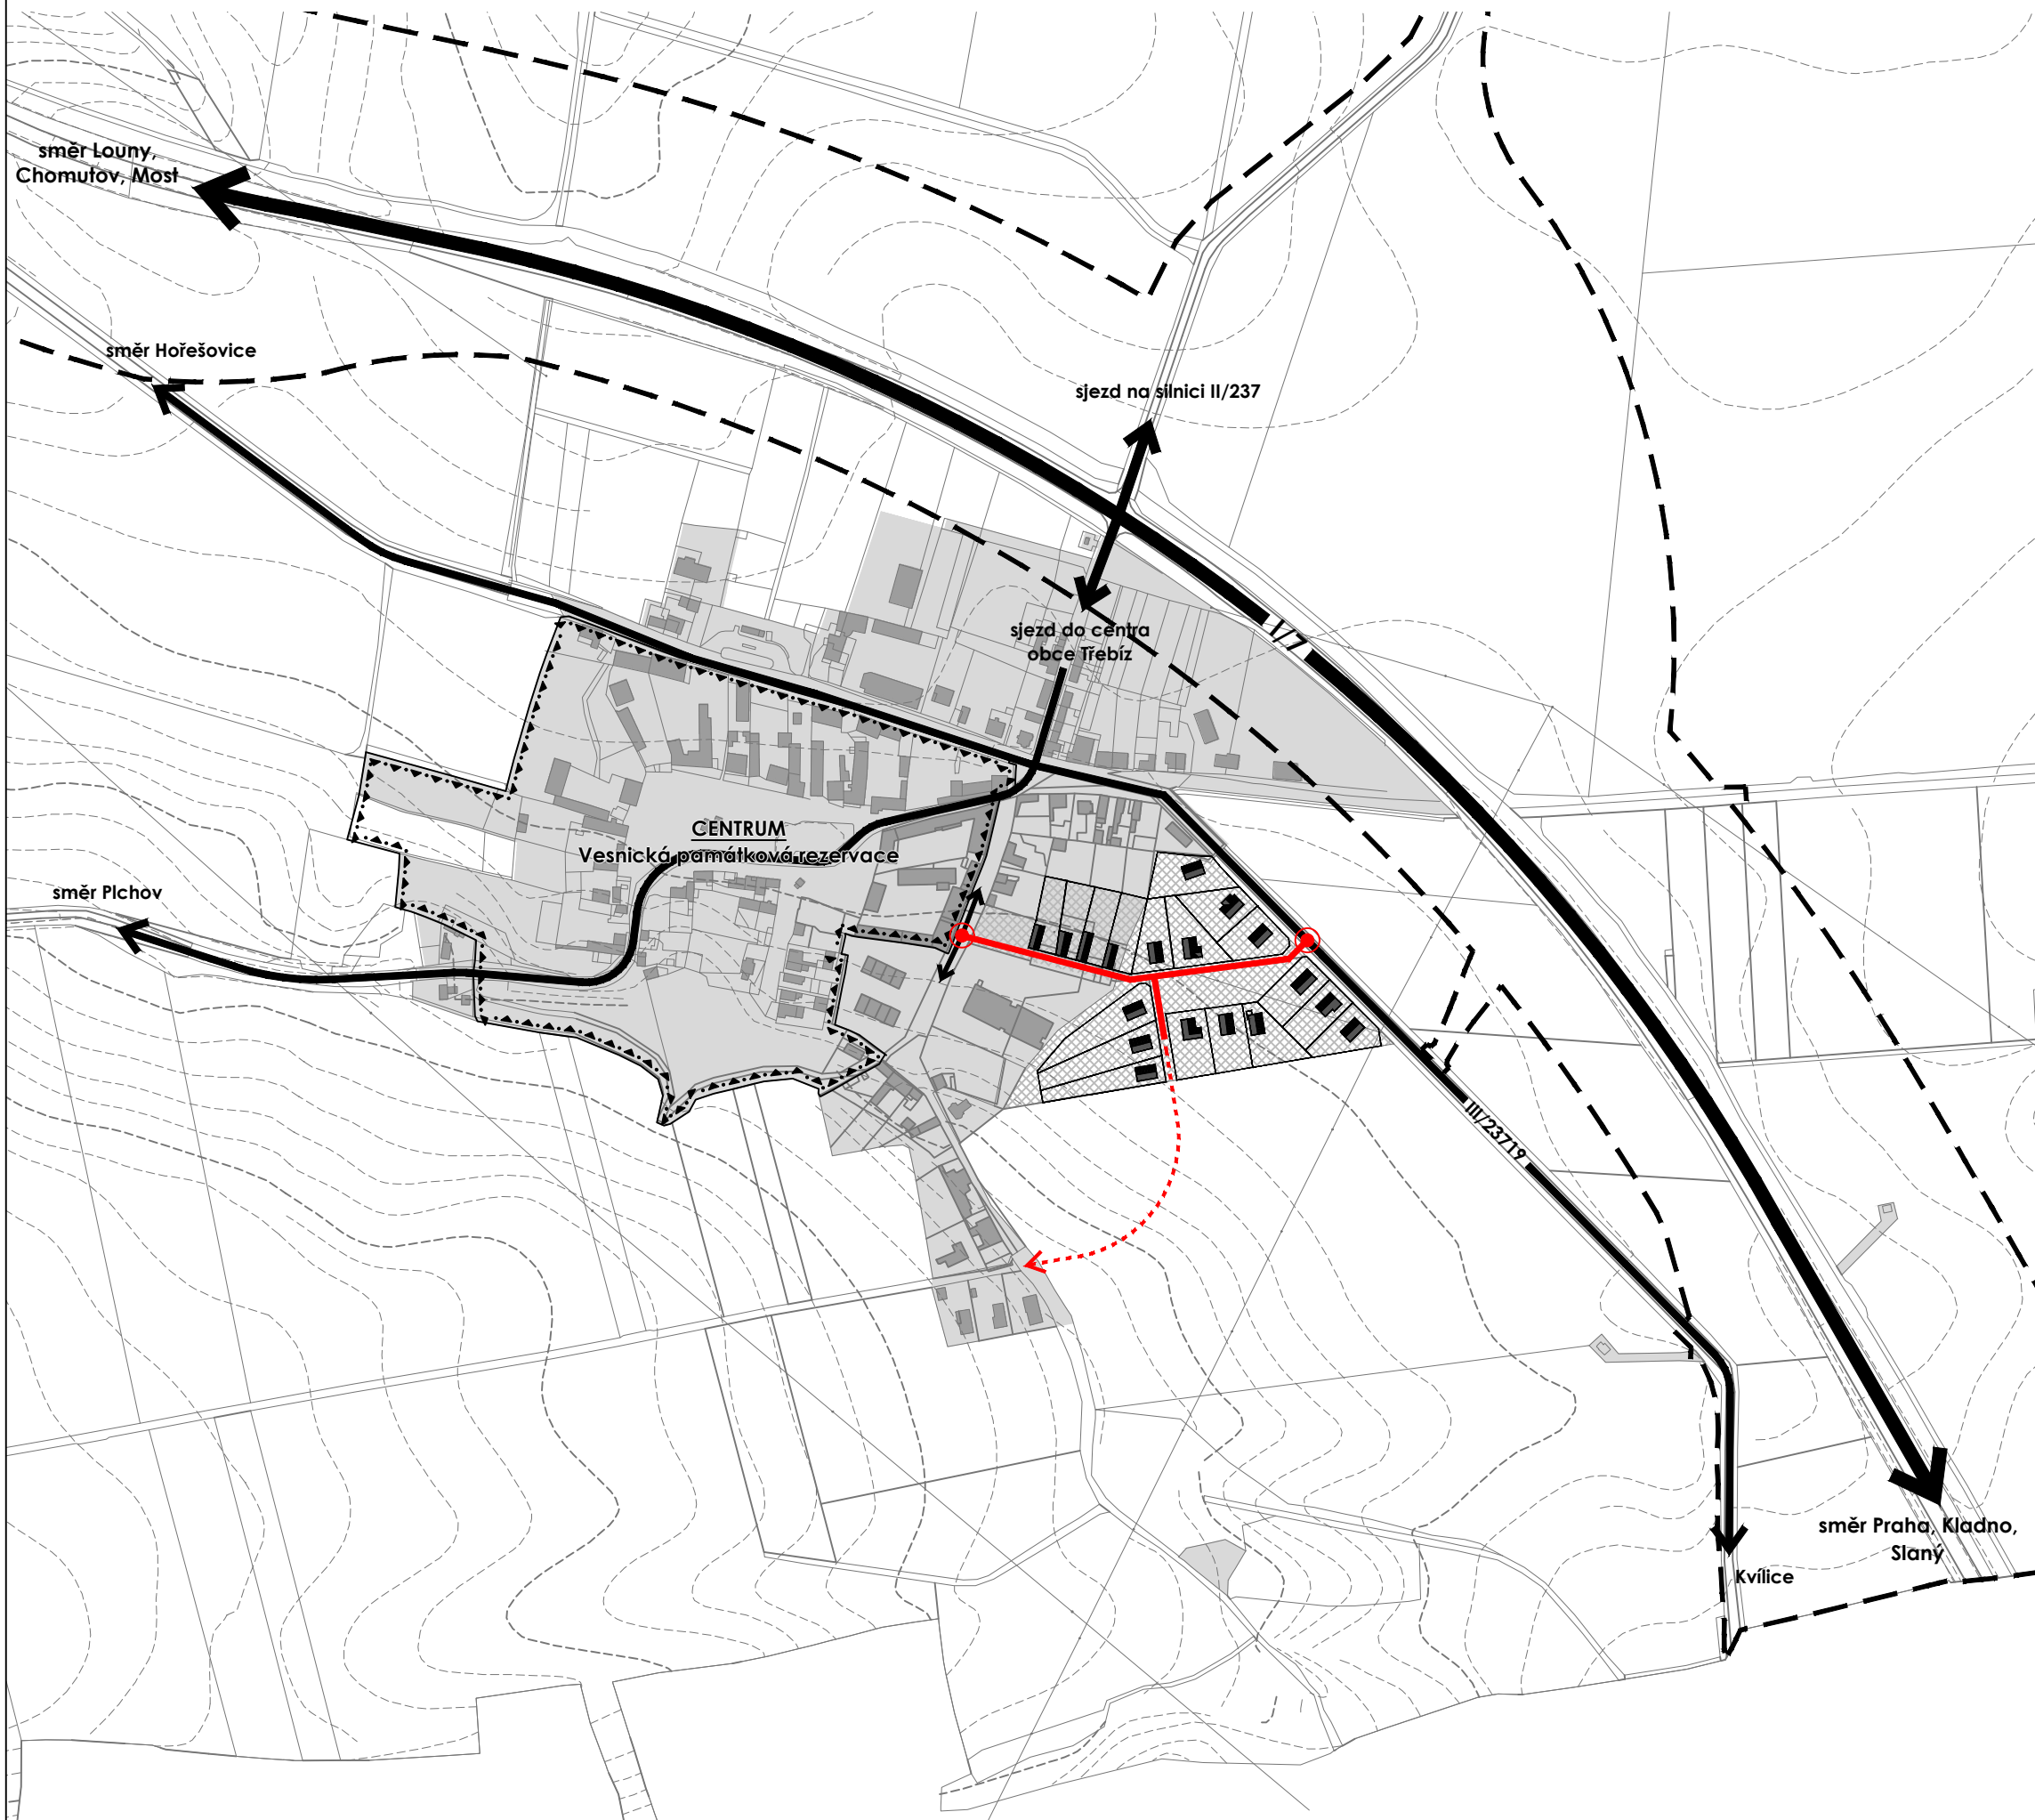 směr Louny,
Chomutov, Most
směr Hořešovice
sjezd na silnici II/237
sjezd do centra
obce Třebíz
I/7
CENTRUM
Vesnická památková rezervace
směr Plchov
III/23719
směr Praha, Kladno,
Slaný
Kvílice